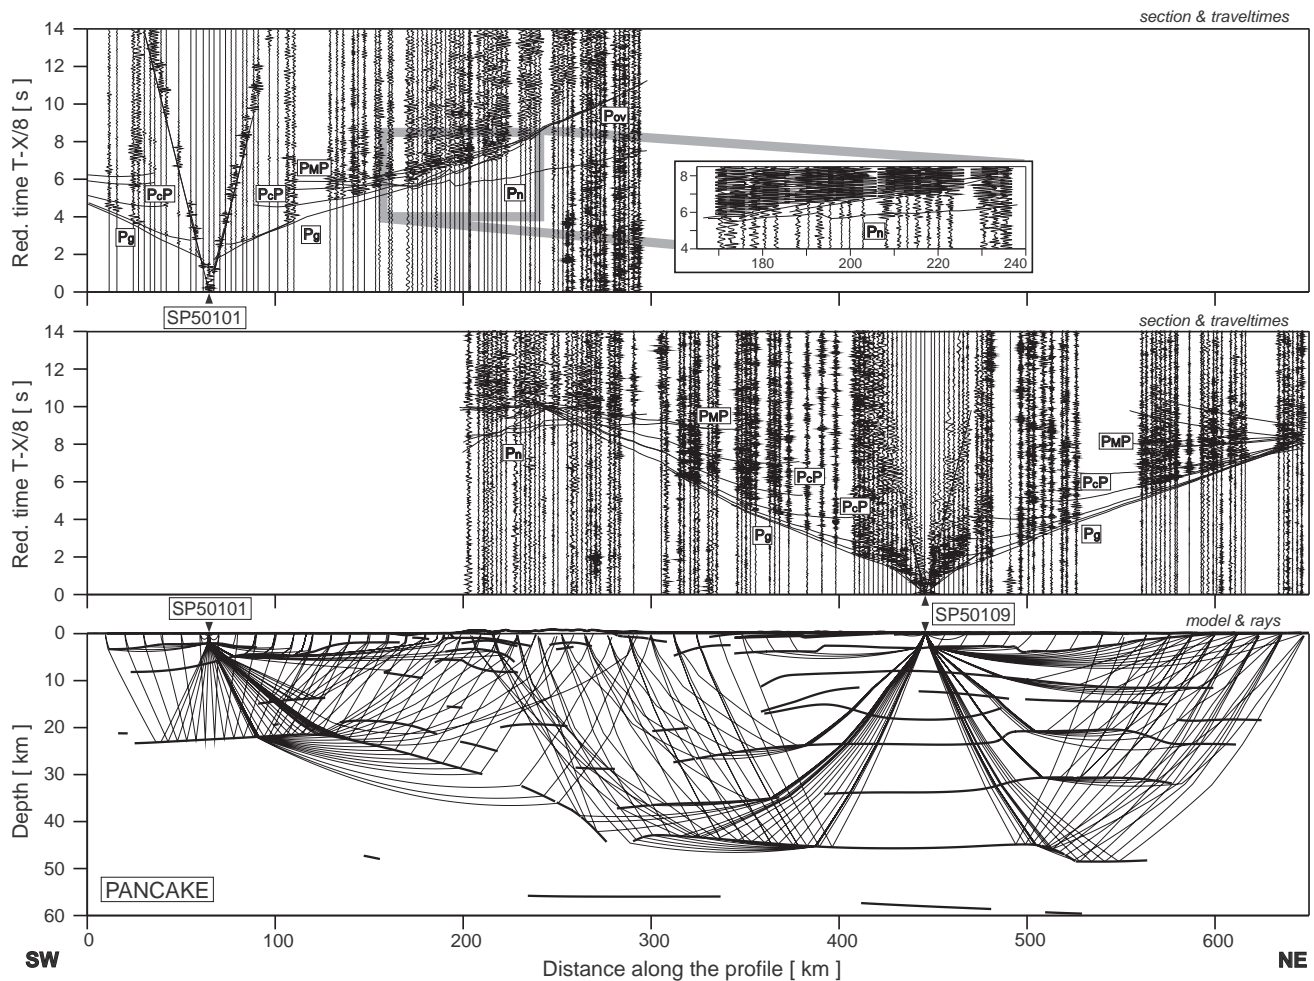 section & traveltimes
Red. time T-X/8 [ s ]
14
12
10
8
6
4
2
0
PMP
PcP
PcP
Pg
Pg
Pn
Pov
8
6
4
Pn
180
200
220
240
SP50101
section & traveltimes
Red. time T-X/8 [ s ]
14
12
10
8
6
4
2
0
Pn
PMP
PcP
PcP
Pg
PMP
PcP
Pg
SP50101
SP50109
model & rays
Depth [ km ]
0
10
20
30
40
50
60
PANCAKE
0
100
200
300
400
500
600
SW
Distance along the profile [ km ]
NE